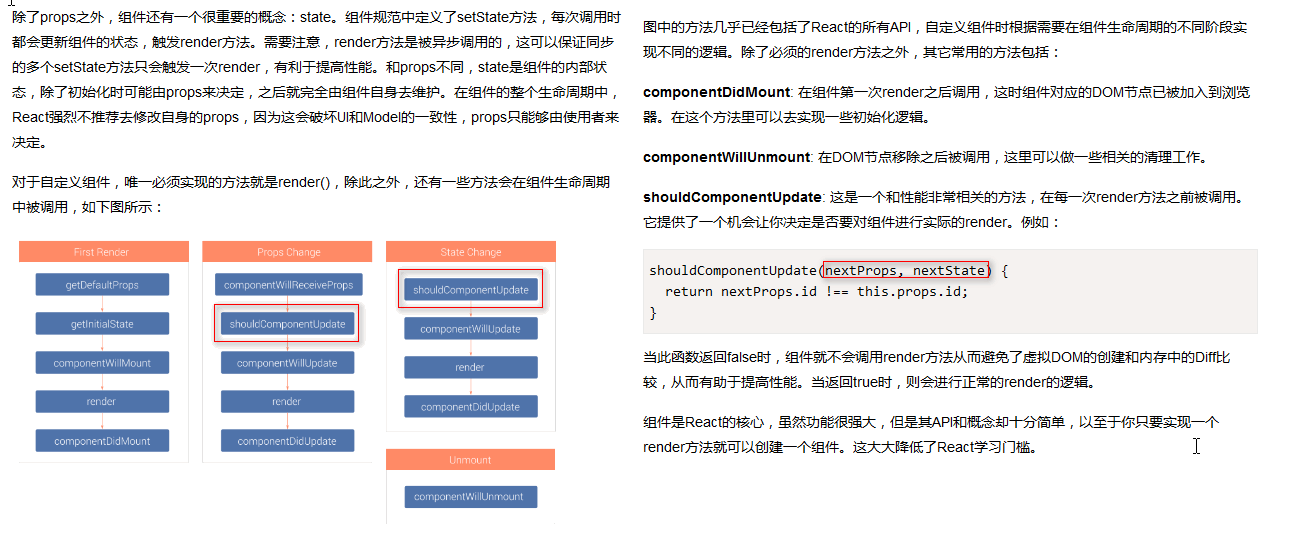 除了props之外，组件还有一个很重要的概念：state。组件规范中定义了setState方法，每次调用时
都会更新组件的状态，触发render方法。需要注意，render方法是被异步调用的，这可以保证同步
的多个setState方法只会触发一次render，有利于提高性能。和props不同，state是组件的内部状
态，除了初始化时可能由props来决定，之后就完全由组件自身去维护。在组件的整个生命周期中，
React强烈不推荐去修改自身的props，因为这会破坏UI和Model的一致性，props只能够由使用者来
决定。
对于自定义组件，唯一必须实现的方法就是render()，除此之外，还有一些方法会在组件生命周期
中被调用，如下图所示：
First Render
getDefaultProps
getInitialState
componentWillMount
render
componentDidMount
Props Change
componentWillReceiveProps
shouldComponentUpdate
componentWillUpdate
render
componentDidUpdate
State Change
shouldComponentUpdate
componentWillUpdate
render
componentDidUpdate
Unmount
componentWillUnmount
图中的方法几乎已经包括了React的所有API，自定义组件时根据需要在组件生命周期的不同阶段实
现不同的逻辑。除了必须的render方法之外，其它常用的方法包括：
componentDidMount: 在组件第一次render之后调用，这时组件对应的DOM节点已被加入到浏览
器。在这个方法里可以去实现一些初始化逻辑。
componentWillUnmount: 在DOM节点移除之后被调用，这里可以做一些相关的清理工作。
shouldComponentUpdate: 这是一个和性能非常相关的方法，在每一次render方法之前被调用。
它提供了一个机会让你决定是否要对组件进行实际的render。例如：
shouldComponentUpdate(nextProps, nextState) {
return nextProps.id !== this.props.id;
}
当此函数返回false时，组件就不会调用render方法从而避免了虚拟DOM的创建和内存中的Diff比
较，从而有助于提高性能。当返回true时，则会进行正常的render的逻辑。
组件是React的核心，虽然功能很强大，但是其API和概念却十分简单，以至于你只要实现一个
render方法就可以创建一个组件。这大大降低了React学习门槛。